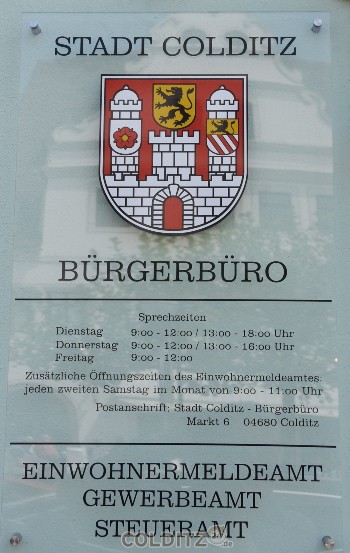 STADT COLDITZ
BÜRGERBÜRO
Sprechzeiten
Dienstag 9:00 - 12:00 / 13:00 - 18:00 Uhr
Donnerstag 9:00 - 12:00 / 13:00 - 16:00 Uhr
Freitag 9:00 - 12:00
Zusätzliche Öffnungszeiten des Einwohnermeldeamtes:
jeden zweiten Samstag im Monat von 9:00 - 11:00 Uhr
Postanschrift: Stadt Colditz - Bürgerbüro
Markt 6 04680 Colditz
EINWOHNERMELDEAMT
GEWERBEAMT
STEUERAMT
COLDITZ.de